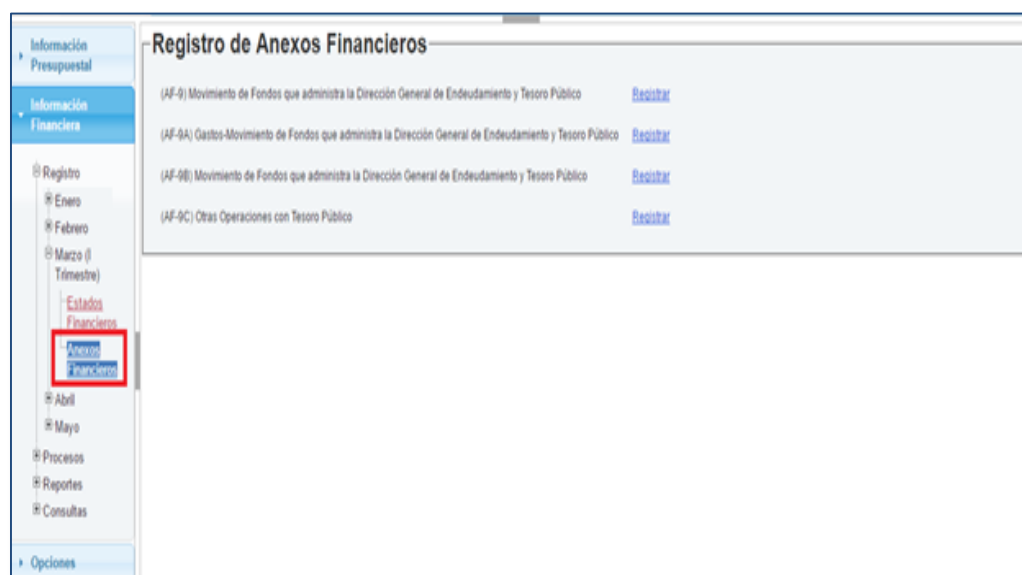 Información
Presupuestal
Información
Financiera
Registro
Enero
Febrero
Marzo (I
Trimestre)
Estados
Financieros
Anexos
Financieros
Abril
Mayo
Procesos
Reportes
Consultas
Opciones
Registro de Anexos Financieros
(AF-9) Movimiento de Fondos que administra la Dirección General de Endeudamiento y Tesoro Público Registrar
(AF-9A) Gastos-Movimiento de Fondos que administra la Dirección General de Endeudamiento y Tesoro Público Registrar
(AF-9B) Movimiento de Fondos que administra la Dirección General de Endeudamiento y Tesoro Público Registrar
(AF-9C) Otras Operaciones con Tesoro Público Registrar